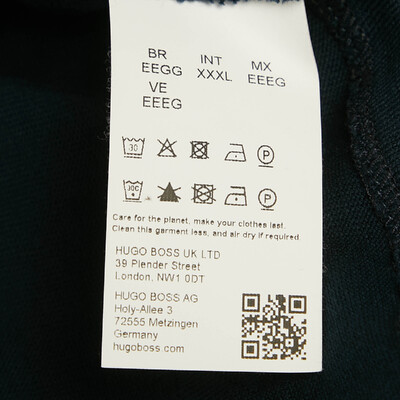 BR INT MX
EEGG XXXL EEEG
VE
EEEG
30 P
30C P
Care for the planet, make your clothes last.
Clean this garment less, and air dry if required
HUGO BOSS UK LTD
39 Plender Street
London, NW1 0DT
HUGO BOSS AG
Holy-Allee 3
72555 Metzingen
Germany
hugoboss.com